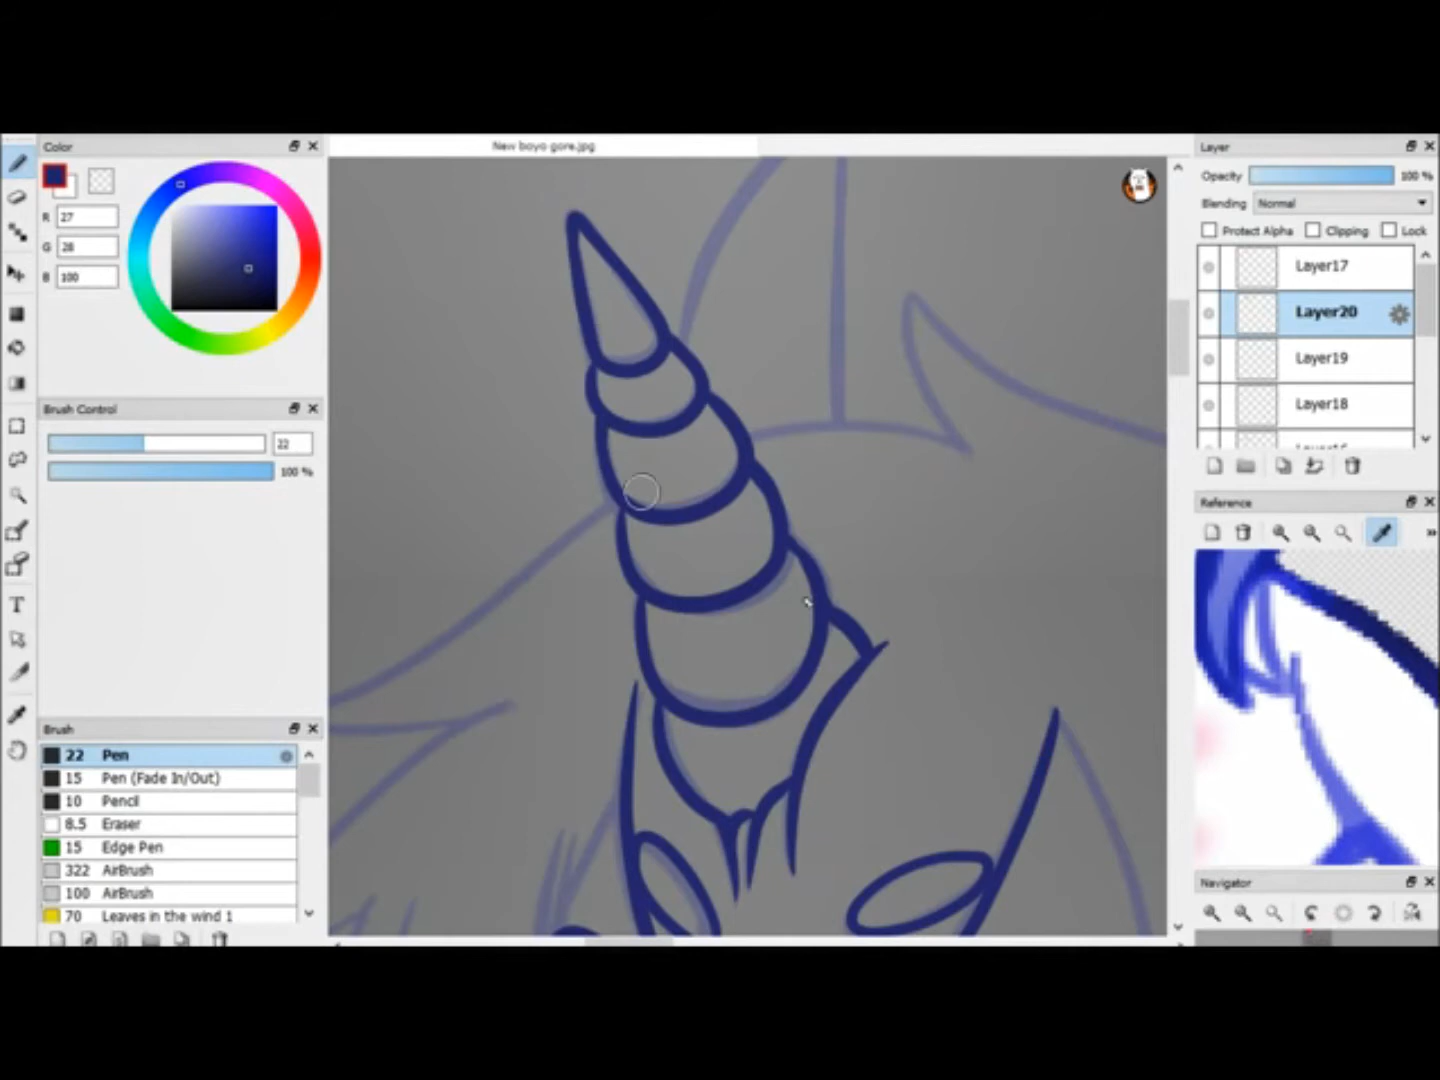 Color
R 27
G 28
B 100
Brush Control
22
100 %
Brush
22 Pen
15 Pen (Fade In/Out)
10 Pencil
8.5 Eraser
15 Edge Pen
322 AirBrush
100 AirBrush
70 Leaves in the wind 1
New boyo gore.jpg
T
Layer
Opacity 100 %
Blending Normal
Protect Alpha Clipping Lock
Layer17
Layer20
Layer19
Layer18
Reference
Navigator